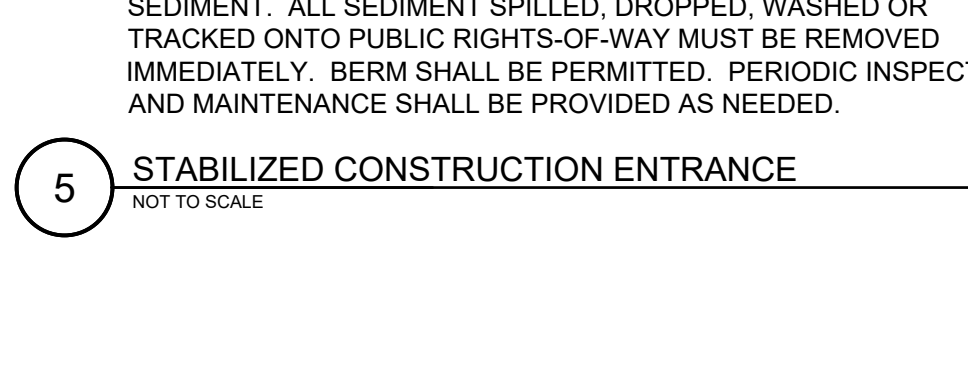 SEDIMENT. ALL SEDIMENT SPILLED, DROPPED, WASHED OR
TRACKED ONTO PUBLIC RIGHTS-OF-WAY MUST BE REMOVED
IMMEDIATELY. BERM SHALL BE PERMITTED. PERIODIC INSPECT
AND MAINTENANCE SHALL BE PROVIDED AS NEEDED.
5
STABILIZED CONSTRUCTION ENTRANCE
NOT TO SCALE